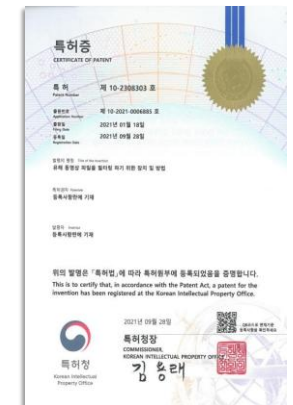 특허증
CERTIFICATE OF PATENT
특 허 제 10-2308303 호
Patent Number
출원번호 제 10-2021-0006885 호
Application Number
출원일 2021년 01월 18일
Filing Date
등록일 2021년 09월 28일
Registration Date
발명의 명칭 Title of the Invention
유해 동영상 파일을 필터링 하기 위한 장치 및 방법
특허권자 Patentee
등록사항란에 기재
발명자 Inventor
등록사항란에 기재
위의 발명은 「특허법」에 따라 특허원부에 등록되었음을 증명합니다.
This is to certify that, in accordance with the Patent Act, a patent for the
invention has been registered at the Korean Intellectual Property Office.
2021년 09월 28일
특허청장
COMMISSIONER,
KOREAN INTELLECTUAL PROPERTY OFFICE
김용래
특허청
Korean Intellectual
Property Office